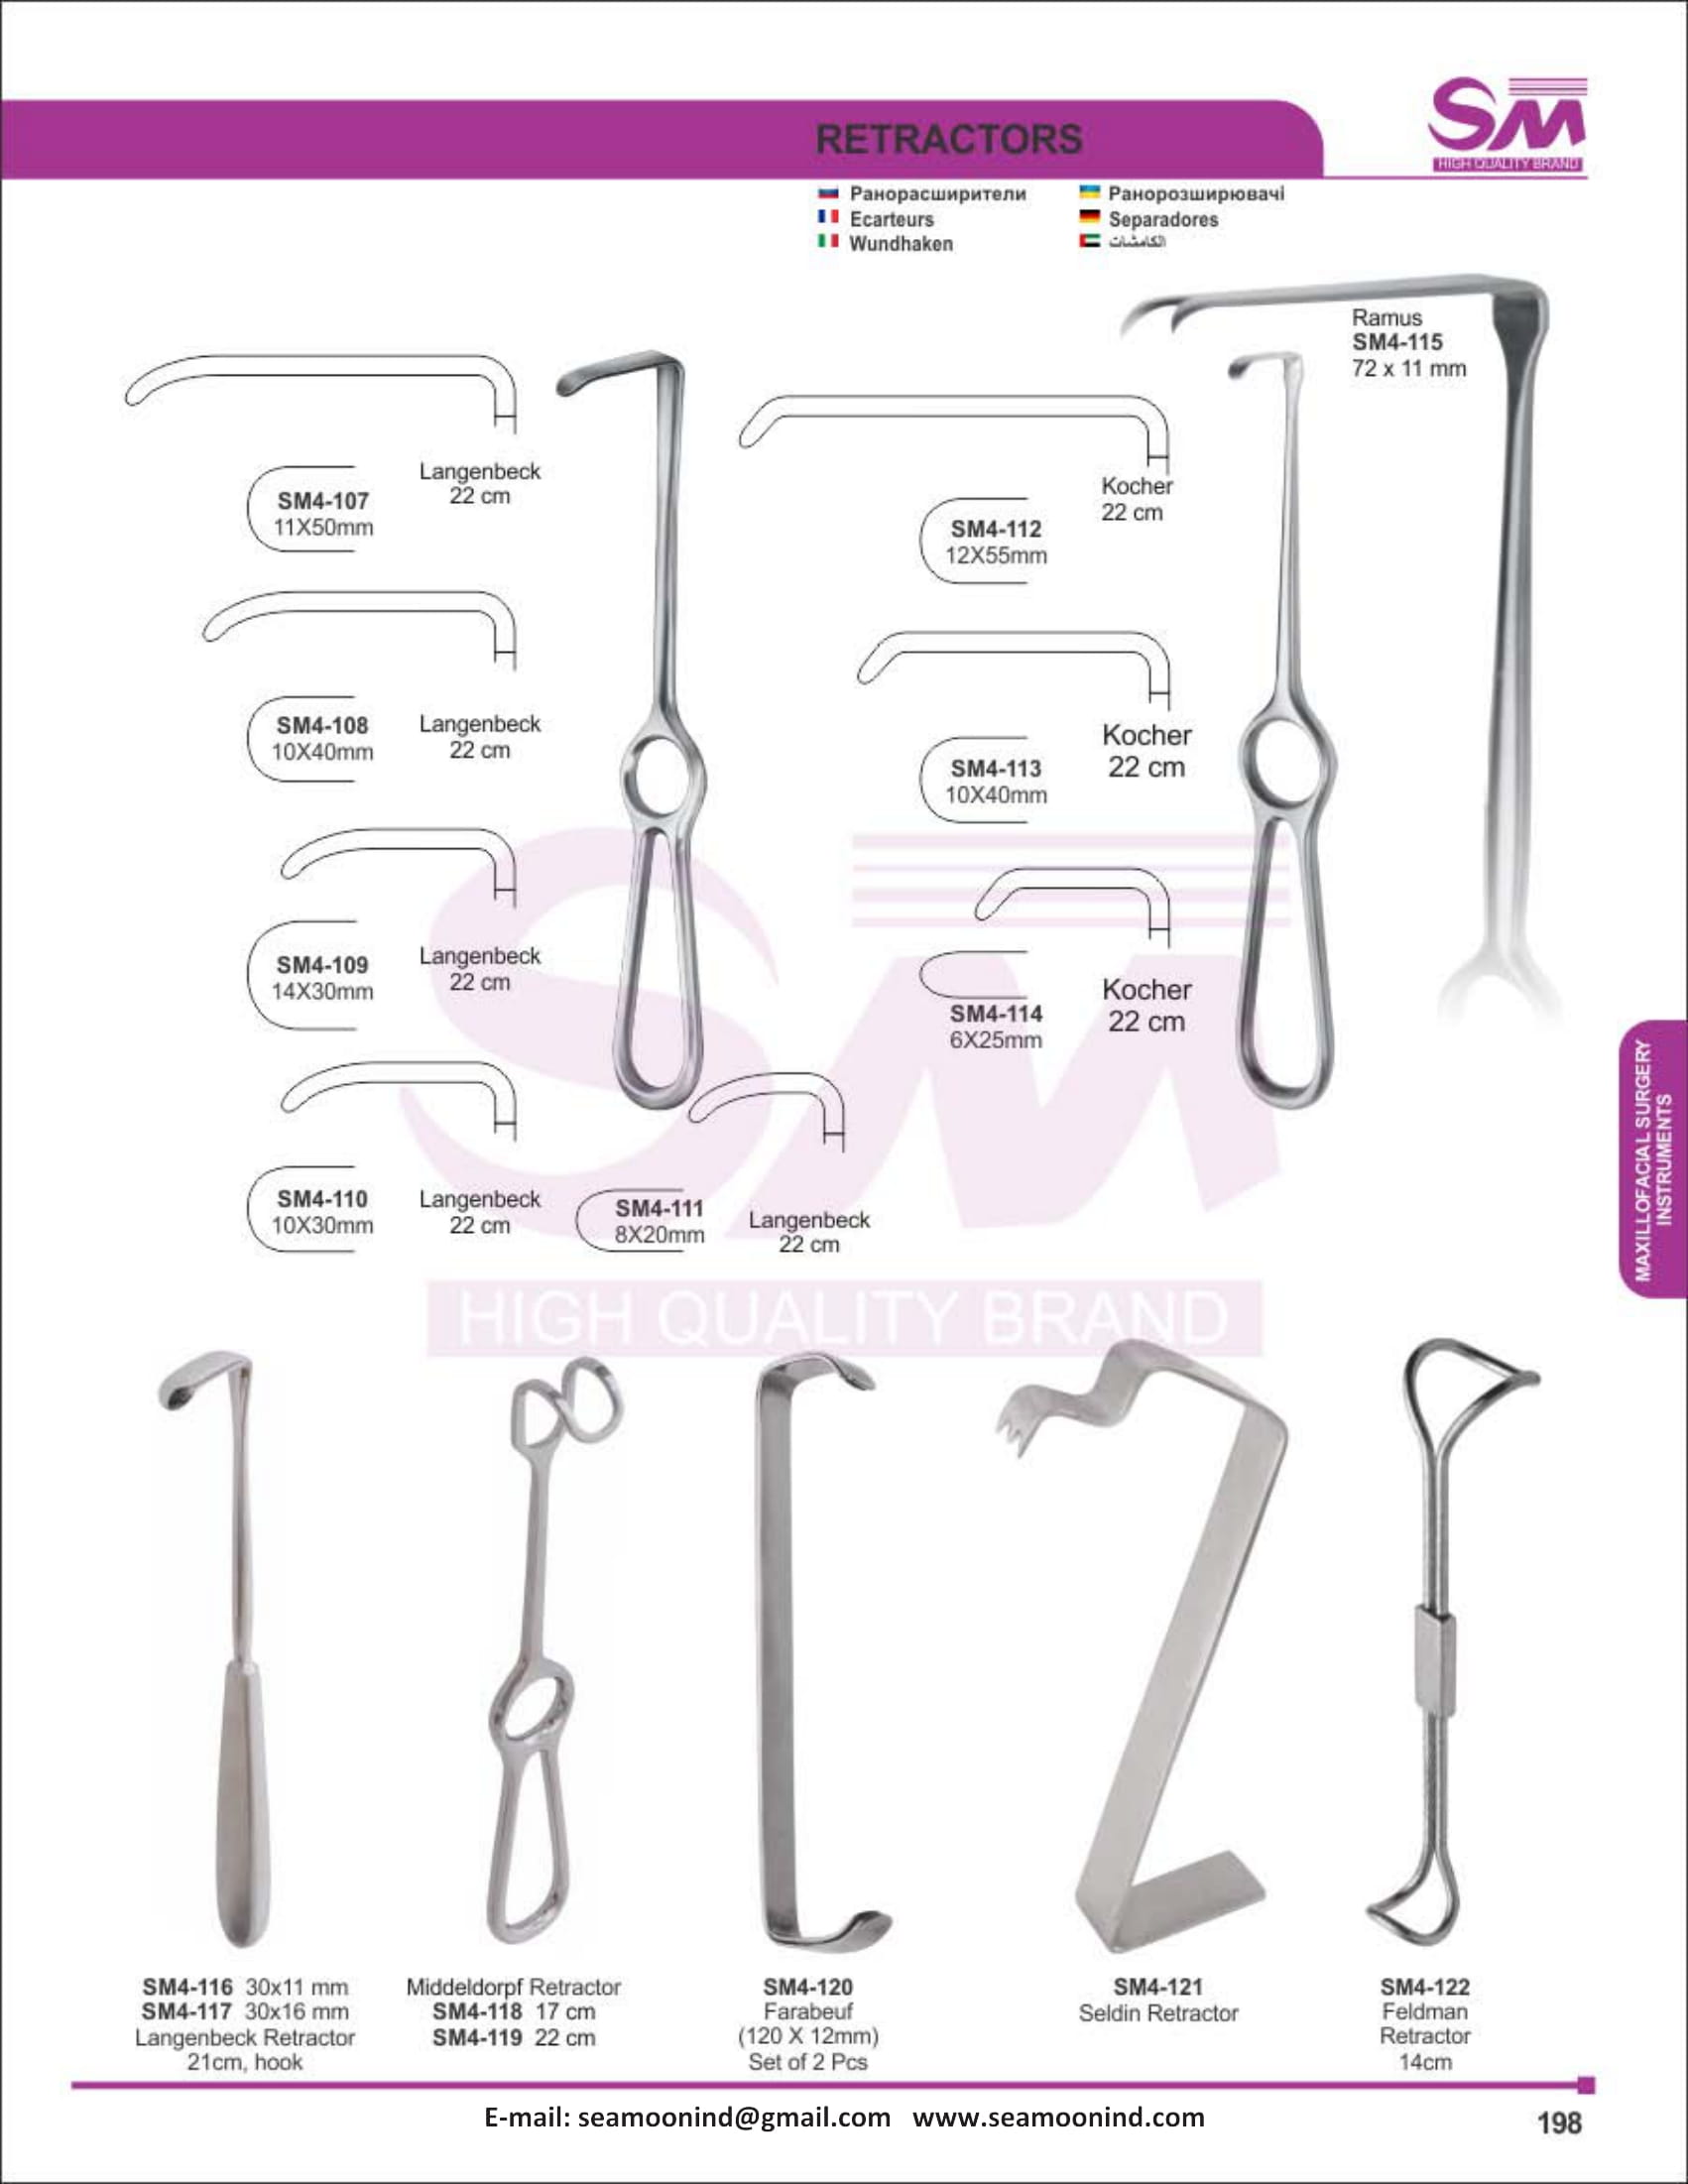 SM
HIGH QUALITY BRAND
RETRACTORS
Ранорасширители
Ecarteurs
Wundhaken
Ранорозширювачі
Separadores
الكامشات
Ramus
SM4-115
72 x 11 mm
Langenbeck
22 cm
SM4-107
11X50mm
Kocher
22 cm
SM4-112
12X55mm
SM4-108
10X40mm
Langenbeck
22 cm
Kocher
22 cm
SM4-113
10X40mm
SM4-109
14X30mm
Langenbeck
22 cm
SM4-114
6X25mm
Kocher
22 cm
MAXILLOFACIAL SURGERY
INSTRUMENTS
SM4-110
10X30mm
Langenbeck
22 cm
SM4-111
8X20mm
Langenbeck
22 cm
SM
HIGH QUALITY BRAND
SM4-116 30x11 mm
SM4-117 30x16 mm
Langenbeck Retractor
21cm, hook
Middeldorpf Retractor
SM4-118 17 cm
SM4-119 22 cm
SM4-120
Farabeuf
(120 X 12mm)
Set of 2 Pcs
SM4-121
Seldin Retractor
SM4-122
Feldman
Retractor
14cm
E-mail: seamoonind@gmail.com www.seamoonind.com
198